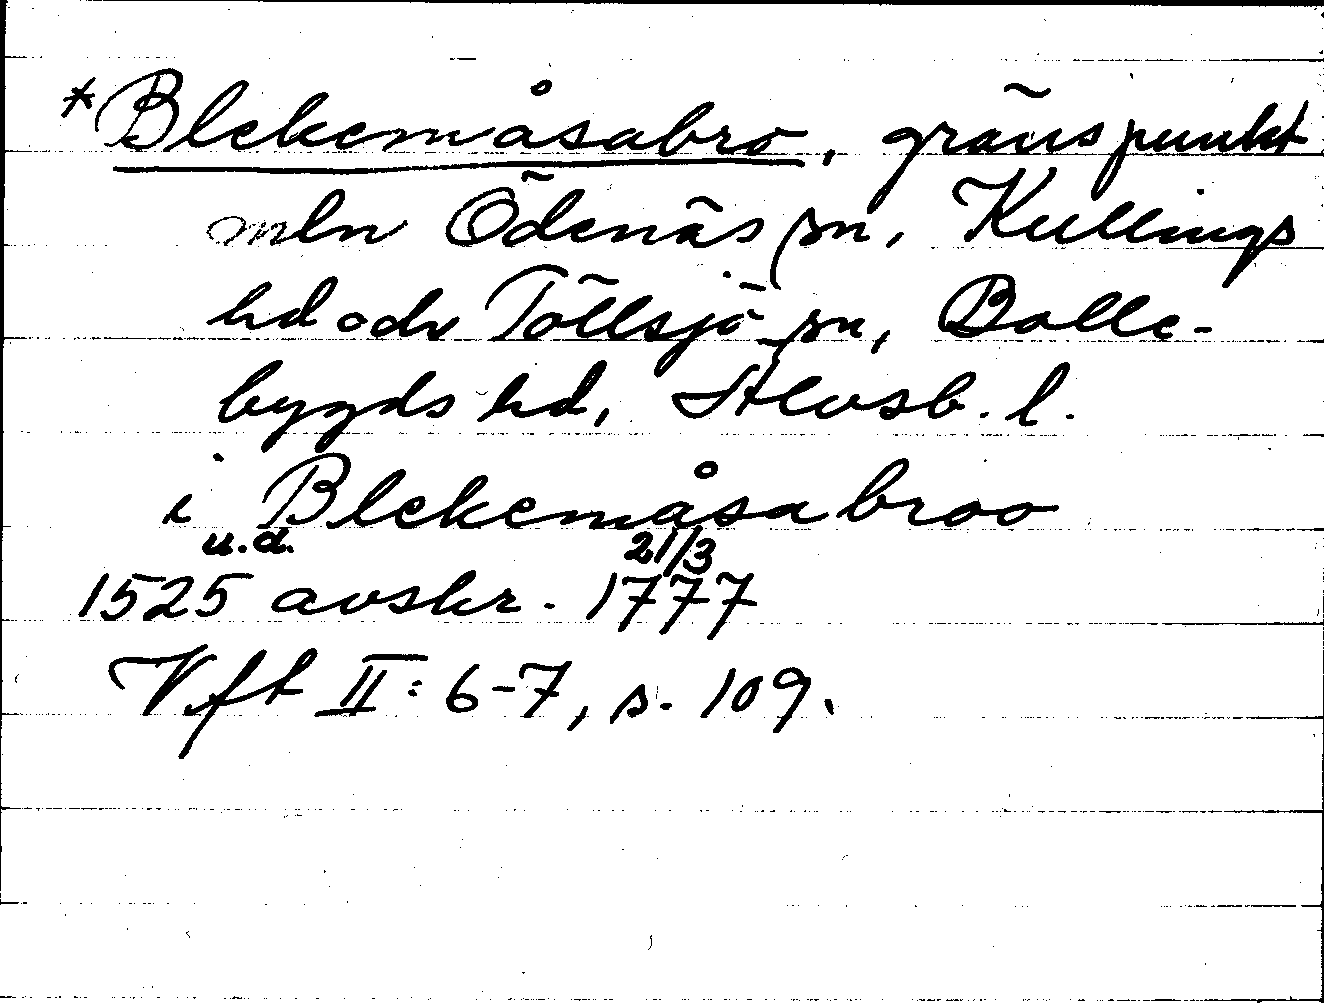 *Blekemåsabro, gränspunkt
mln Ödenäs sn, Kullings
hd och Töllsjö sn, Bolle-
bygds hd, Älvsb. l.
i Blekemåsabroo
u.d. 21/3
1525 avskr. 1777
Vft II: 6-7, s. 109.